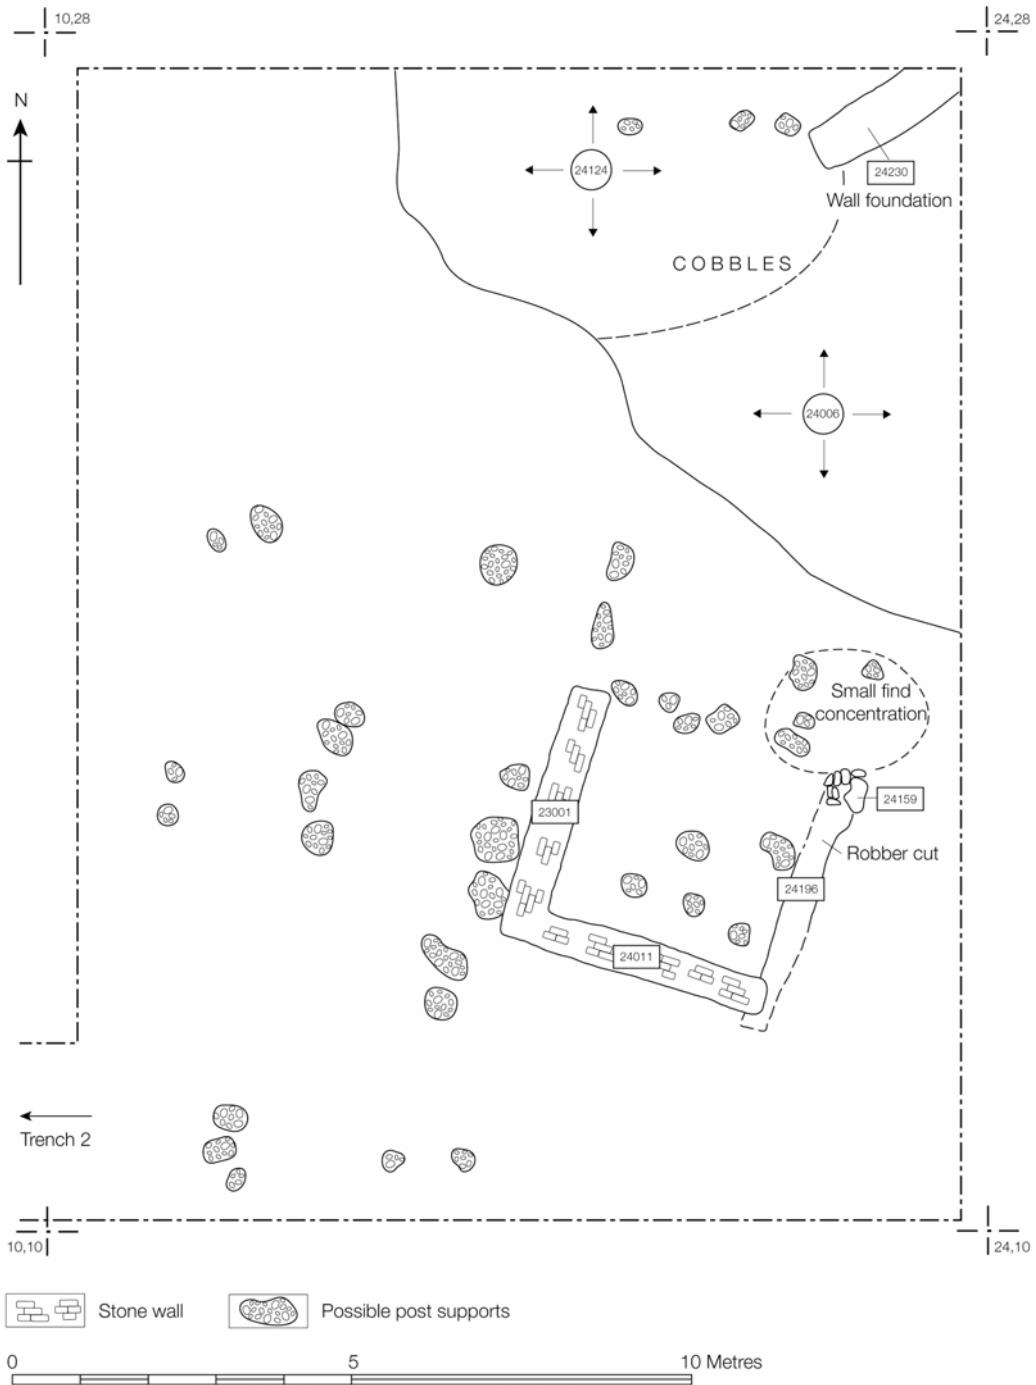 10,28
24,28
N
24124
24230
Wall foundation
COBBLES
24006
Small find
concentration
23001
24159
Robber cut
24196
24011
Trench 2
10,10
24,10
Stone wall
Possible post supports
0 5 10 Metres